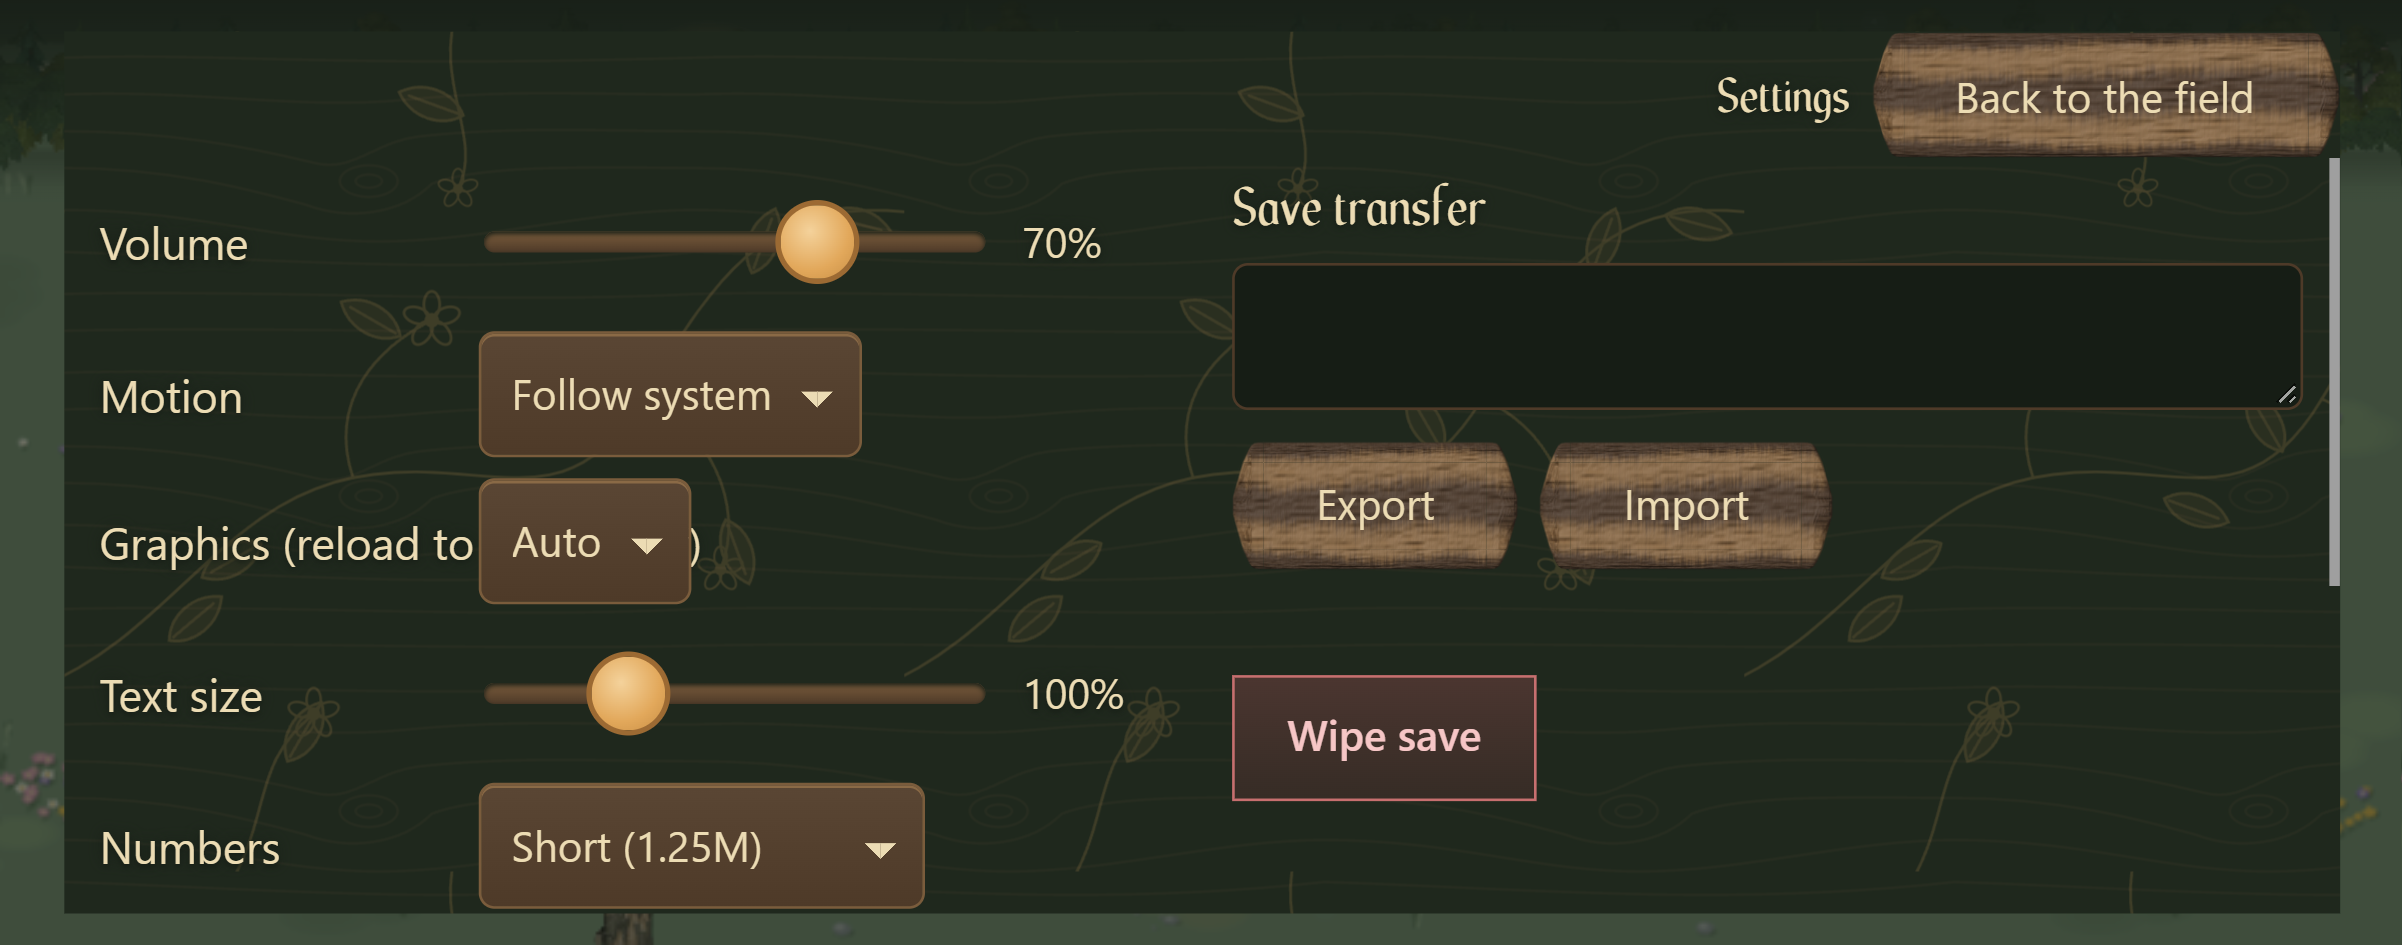 Settings
Back to the field
Volume
70%
Motion
Follow system
Graphics (reload to
Auto
)
Text size
100%
Numbers
Short (1.25M)
Save transfer
Export
Import
Wipe save